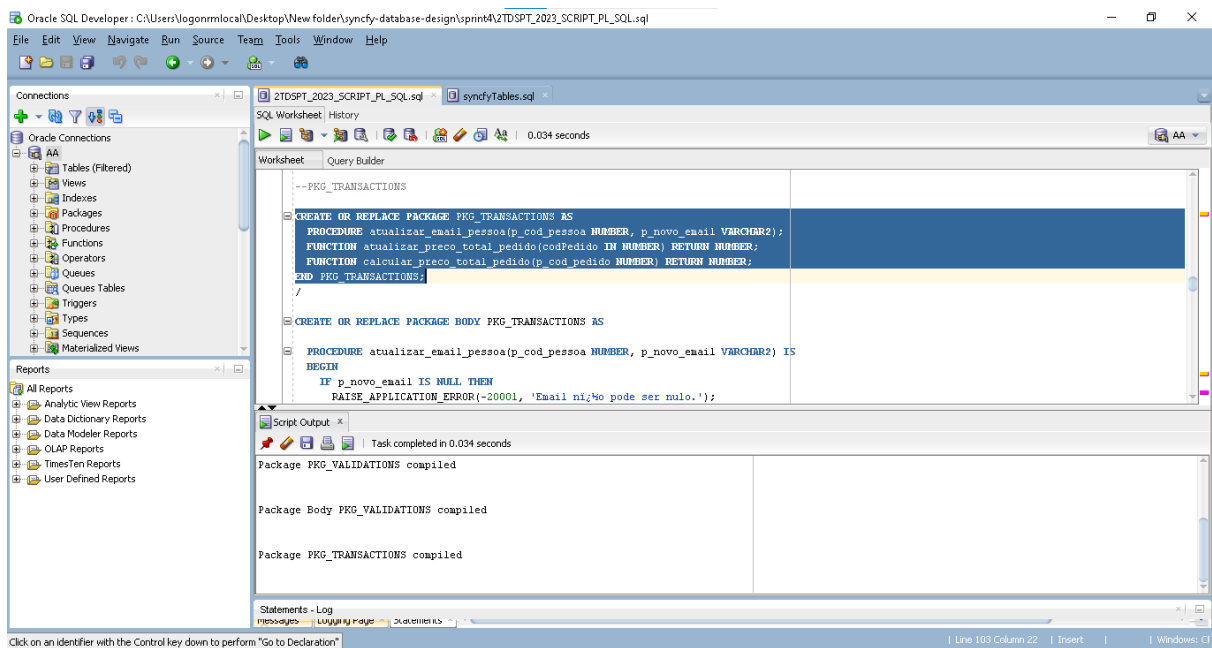 Oracle SQL Developer : C:\Users\logonrmlocal\Desktop\New folder\syncfy-database-design\sprint4\2TDSPT_2023_SCRIPT_PL_SQL.sql
File Edit View Navigate Run Source Team Tools Window Help
Connections
Oracle Connections
AA
Tables (Filtered)
Views
Indexes
Packages
Procedures
Functions
Operators
Queues
Queues Tables
Triggers
Types
Sequences
Materialized Views
Reports
All Reports
Analytic View Reports
Data Dictionary Reports
Data Modeler Reports
OLAP Reports
TimesTen Reports
User Defined Reports
2TDSPT_2023_SCRIPT_PL_SQL.sql syncfyTables.sql
SQL Worksheet History
0.034 seconds AA
Worksheet Query Builder
--PKG_TRANSACTIONS
CREATE OR REPLACE PACKAGE PKG_TRANSACTIONS AS
PROCEDURE atualizar_email_pessoa(p_cod_pessoa NUMBER, p_novo_email VARCHAR2);
FUNCTION atualizar_preco_total_pedido(codPedido IN NUMBER) RETURN NUMBER;
FUNCTION calcular_preco_total_pedido(p_cod_pedido NUMBER) RETURN NUMBER;
END PKG_TRANSACTIONS;
/
CREATE OR REPLACE PACKAGE BODY PKG_TRANSACTIONS AS
PROCEDURE atualizar_email_pessoa(p_cod_pessoa NUMBER, p_novo_email VARCHAR2) IS
BEGIN
IF p_novo_email IS NULL THEN
RAISE_APPLICATION_ERROR(-20001, 'Email nï¿½o pode ser nulo.');
Script Output
Task completed in 0.034 seconds
Package PKG_VALIDATIONS compiled
Package Body PKG_VALIDATIONS compiled
Package PKG_TRANSACTIONS compiled
Statements - Log
Messages Logging Page Statements
Click on an identifier with the Control key down to perform "Go to Declaration" Line 103 Column 22 Insert Windows: